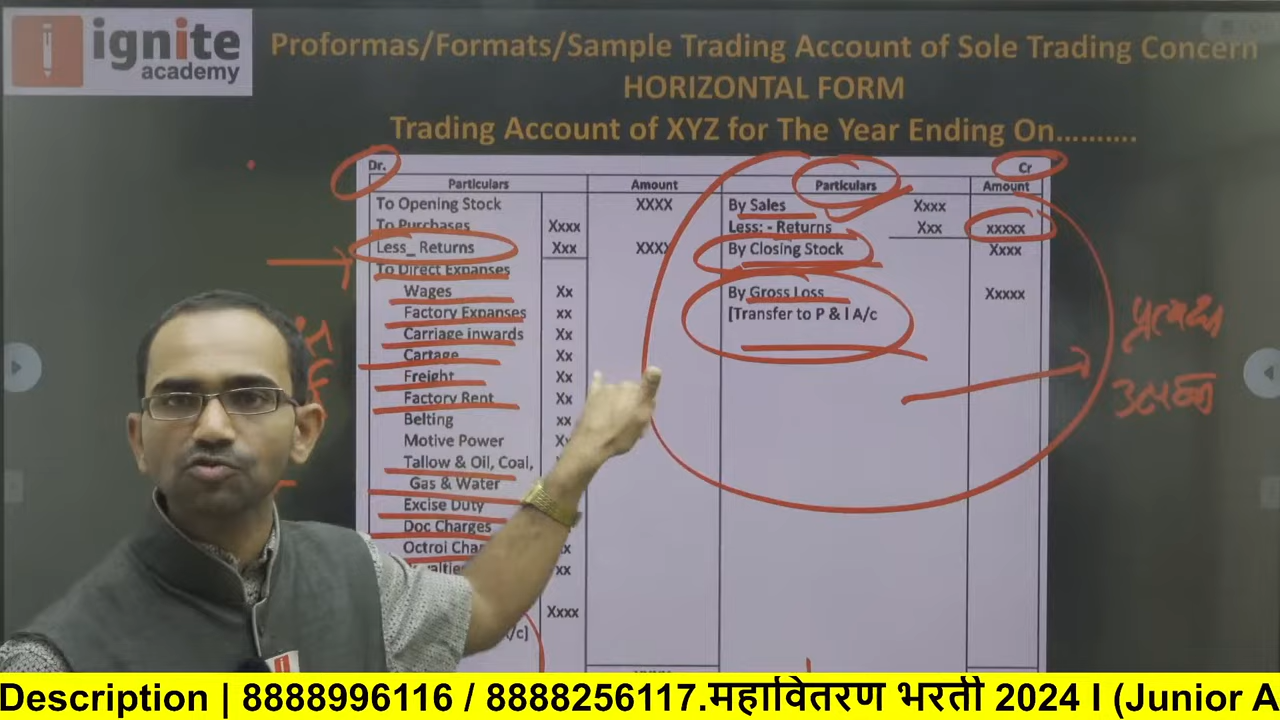 ignite
academy
Proformas/Formats/Sample Trading Account of Sole Trading Concern
HORIZONTAL FORM
Trading Account of XYZ for The Year Ending On..........
Dr. Cr
Particulars Amount Particulars Amount
To Opening Stock XXXX By Sales Xxxx
To Purchases Xxxx Less: - Returns Xxx xxxxx
Less_ Returns Xxx XXXX By Closing Stock Xxxx
To Direct Expanses
Wages Xx By Gross Loss Xxxxx
Factory Expanses xx [Transfer to P & l A/c
Carriage inwards Xx
Cartage Xx
Freight Xx
Factory Rent Xx
Belting xx
Motive Power
Tallow & Oil, Coal,
Gas & Water
Excise Duty
Doc Charges
Octroi
xx
Xxxx
/c]
प्रत्यक्ष
Description | 8888996116 / 8888256117.महावितरण भरती 2024 I (Junior A